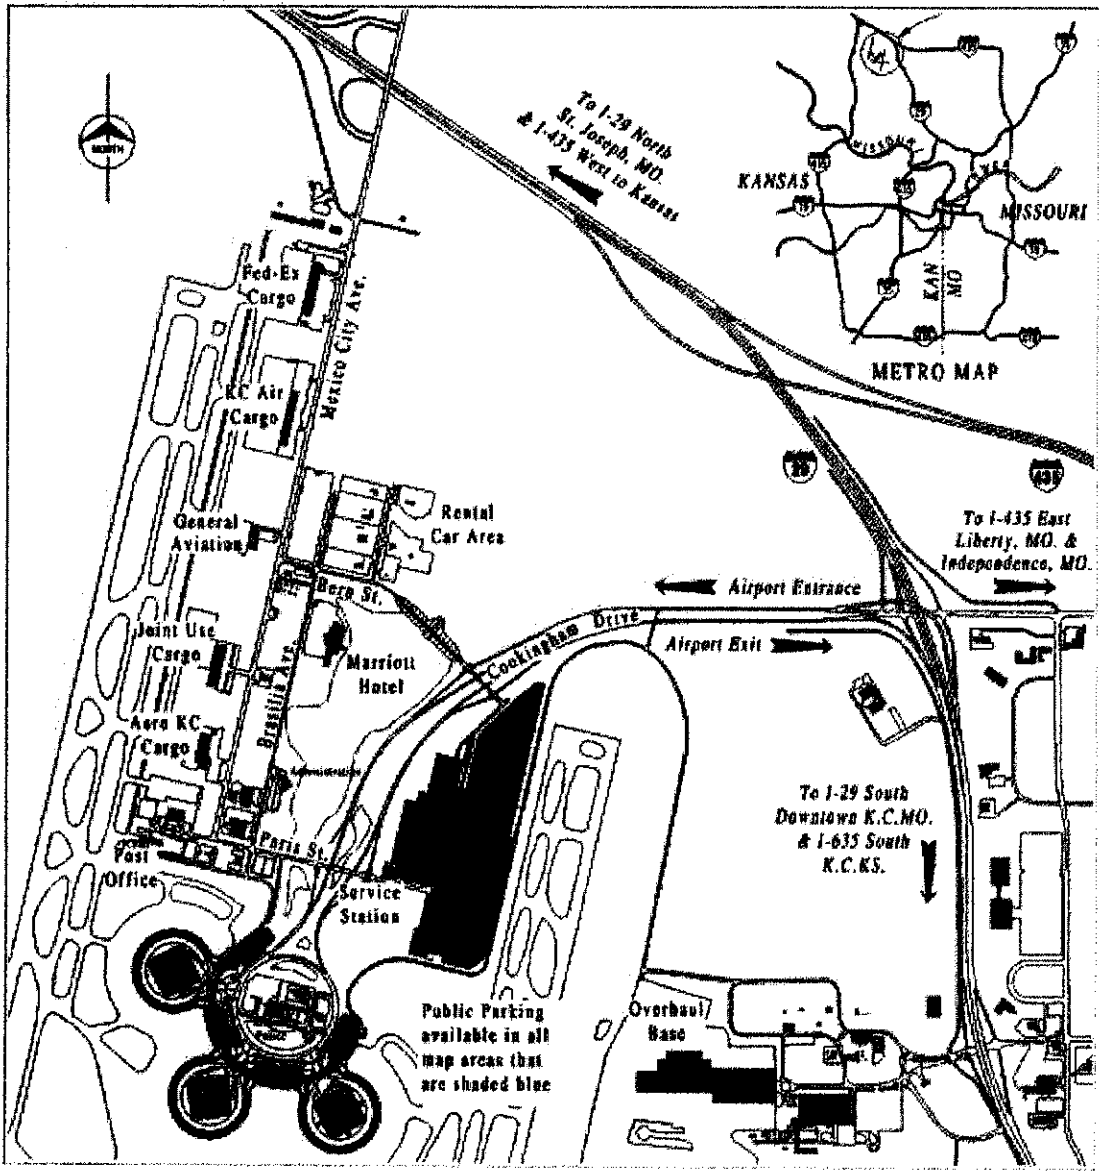 NORTH
To I-29 North
St. Joseph, MO.
& I-435 West to Kansas
KANSAS
MISSOURI
MISSOURI
KAN
MO
METRO MAP
Fed-Ex
Cargo
Mexico City Ave.
KC Air
Cargo
General
Aviation
Rental
Car Area
29
435
To I-435 East
Liberty, MO. &
Independence, MO.
Bern St.
Airport Entrance
Cookingham Drive
Airport Exit
Joint Use
Cargo
Brasilia Ave.
Marriott
Hotel
Aero KC
Cargo
Administration
To I-29 South
Downtown K.C.MO.
& I-635 South
K.C.KS.
Paris St.
Post
Office
Service
Station
Public Parking
available in all
map areas that
are shaded blue
Overhaul
Base